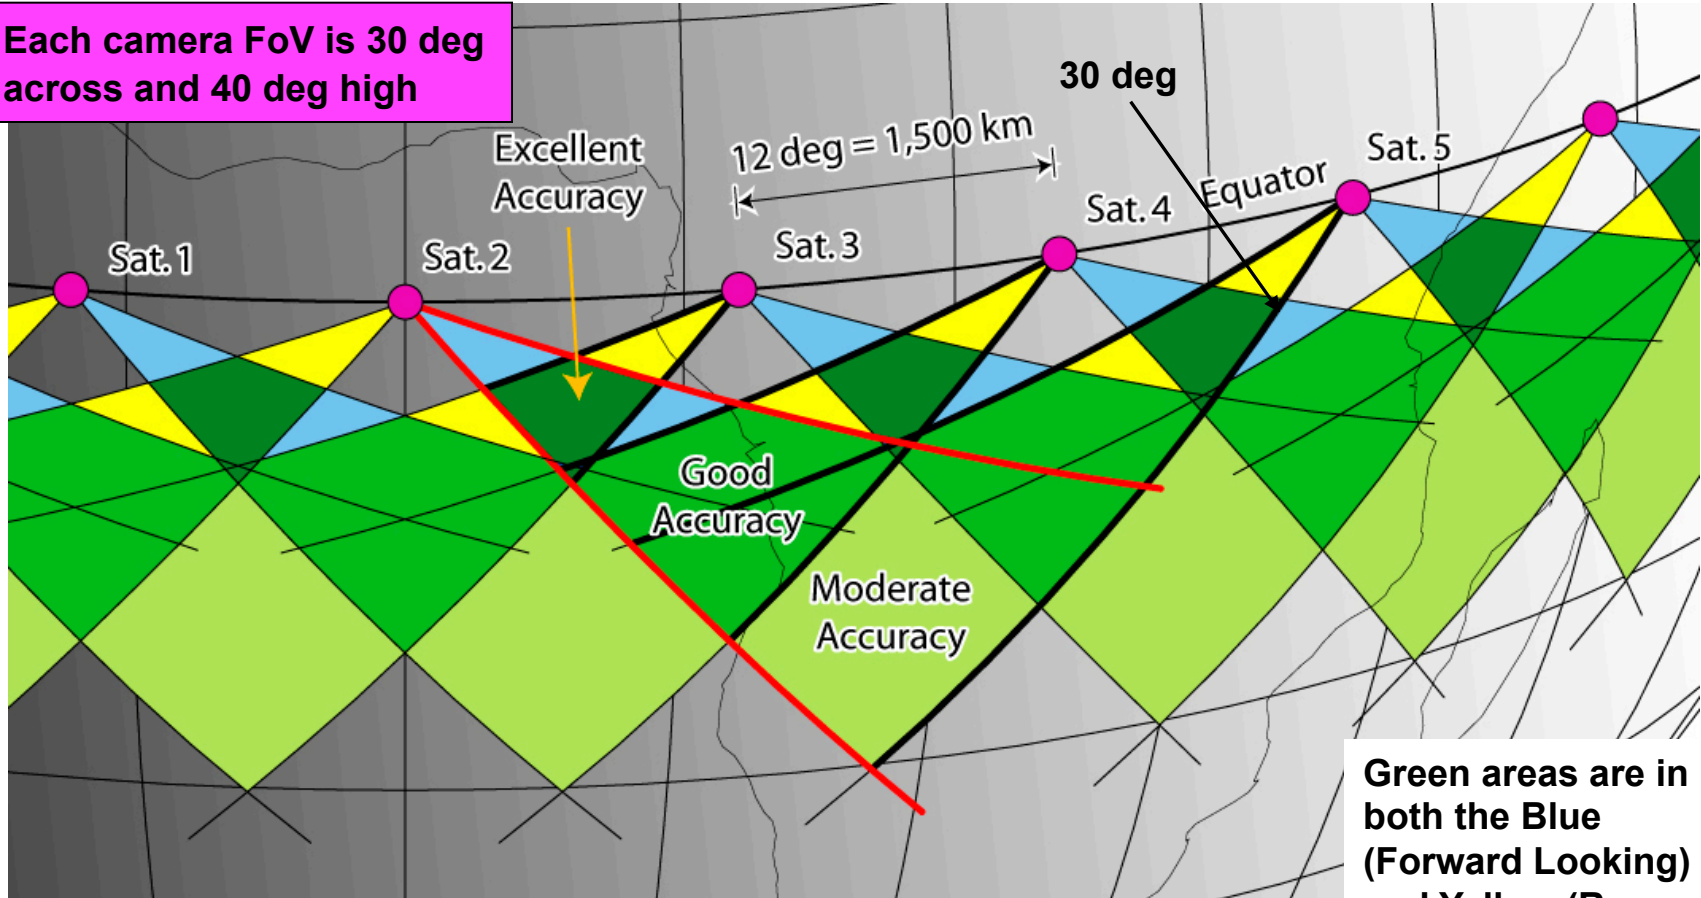 Each camera FoV is 30 deg
across and 40 deg high
30 deg
Excellent
Accuracy
12 deg = 1,500 km
Sat. 1
Sat. 2
Sat. 3
Sat. 4
Equator
Sat. 5
Good
Accuracy
Moderate
Accuracy
Green areas are in
both the Blue
(Forward Looking)